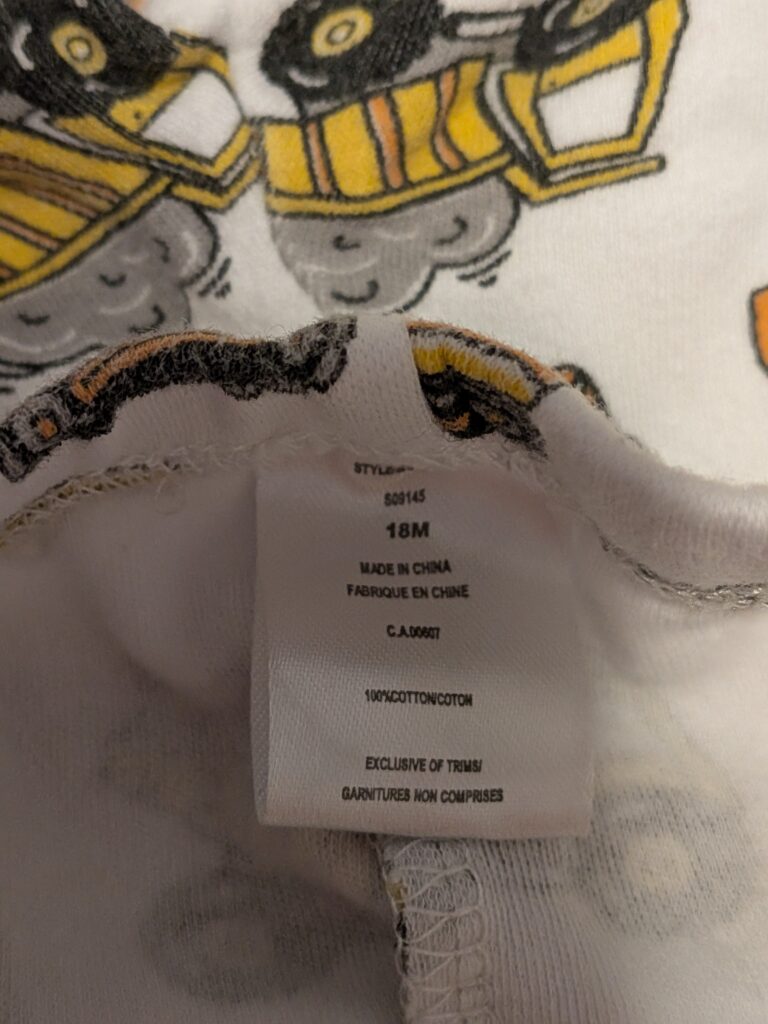 STYLE#
S09145
18M
MADE IN CHINA
FABRIQUE EN CHINE
C.A.00607
100%COTTON/COTON
EXCLUSIVE OF TRIMS/
GARNITURES NON COMPRISES